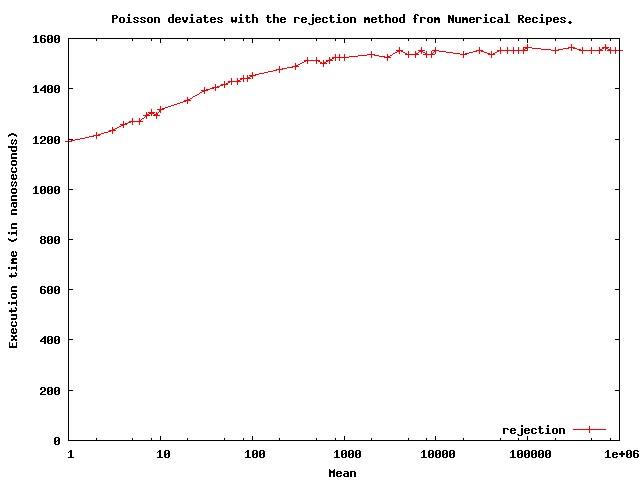 Poisson deviates with the rejection method from Numerical Recipes.
1600
1400
1200
1000
800
600
400
200
0
Execution time (in nanoseconds)
rejection
1 10 100 1000 10000 100000 1e+06
Mean